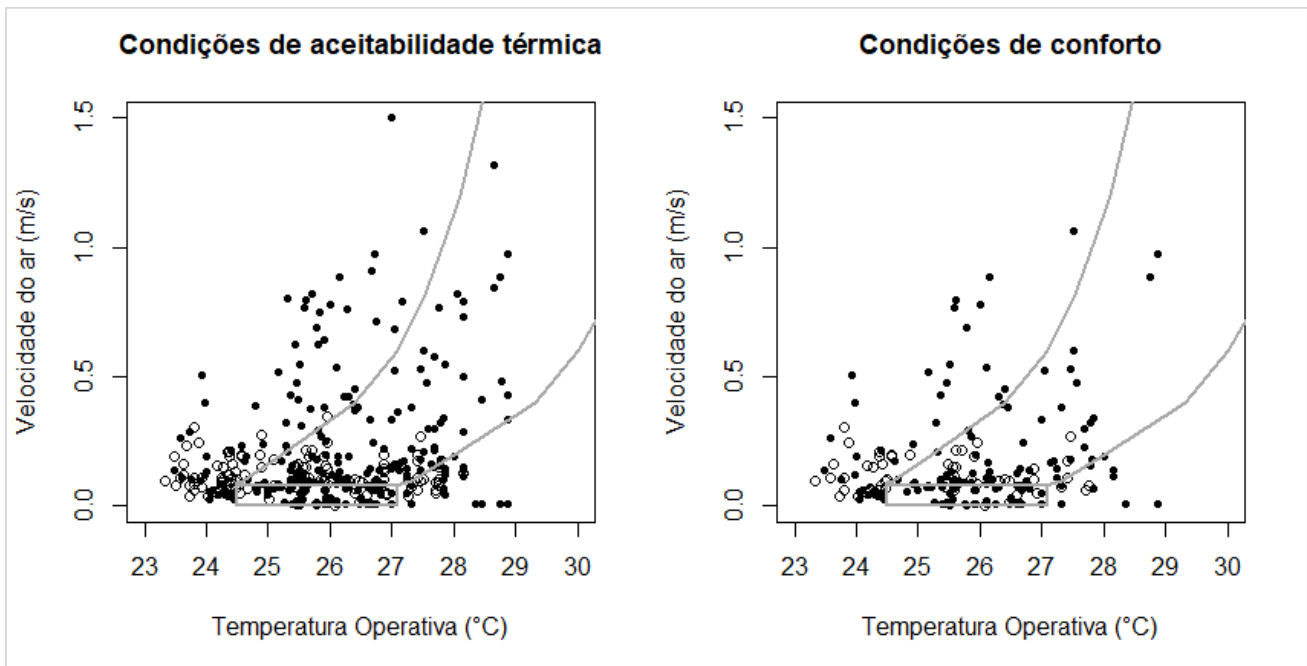 Condições de aceitabilidade térmica
Velocidade do ar (m/s)
1.5
1.0
0.5
0.0
23 24 25 26 27 28 29 30
Temperatura Operativa (°C)
Condições de conforto
Velocidade do ar (m/s)
1.5
1.0
0.5
0.0
23 24 25 26 27 28 29 30
Temperatura Operativa (°C)